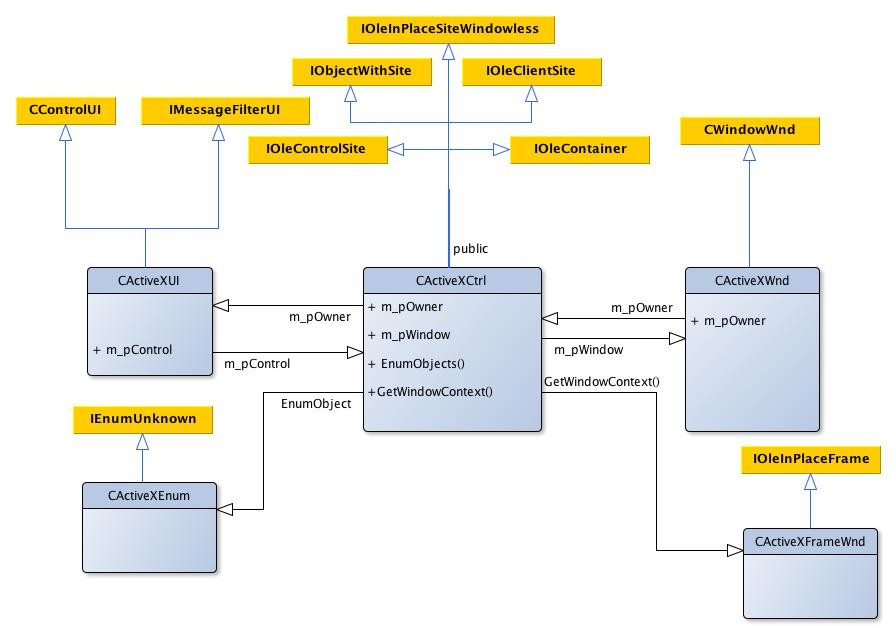 IOleInPlaceSiteWindowless
IObjectWithSite
IOleClientSite
CControlUI
IMessageFilterUI
CWindowWnd
IOleControlSite
IOleContainer
public
CActiveXUI
CActiveXCtrl
CActiveXWnd
m_pOwner
+ m_pOwner
m_pOwner
+ m_pOwner
+ m_pWindow
+ m_pControl
m_pControl
m_pWindow
+ EnumObjects()
EnumObject
+GetWindowContext()
GetWindowContext()
IEnumUnknown
IOleInPlaceFrame
CActiveXEnum
CActiveXFrameWnd